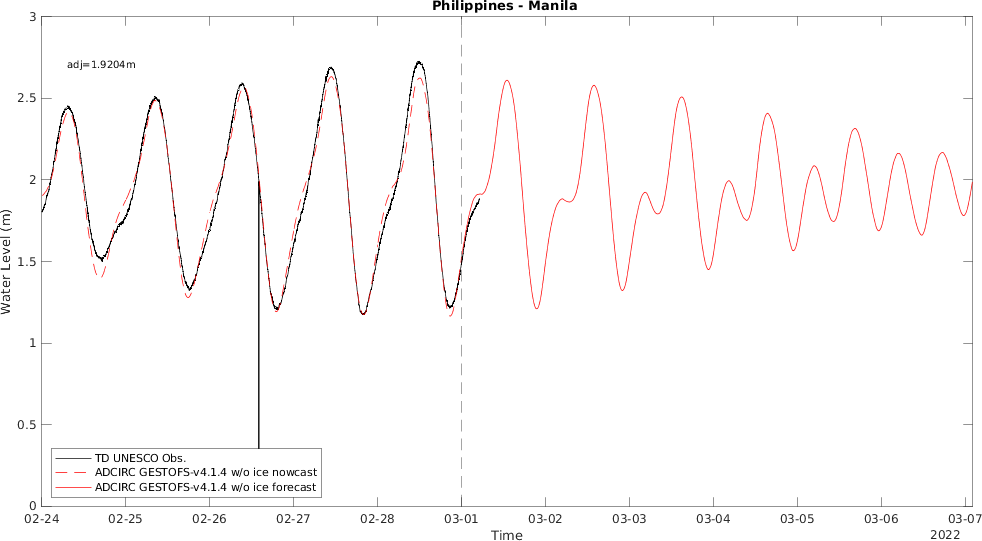 Philippines - Manila
adj=1.9204m
Water Level (m)
3
2.5
2
1.5
1
0.5
0
TD UNESCO Obs.
ADCIRC GESTOFS-v4.1.4 w/o ice nowcast
ADCIRC GESTOFS-v4.1.4 w/o ice forecast
02-24 02-25 02-26 02-27 02-28 03-01 03-02 03-03 03-04 03-05 03-06 03-07
Time
2022